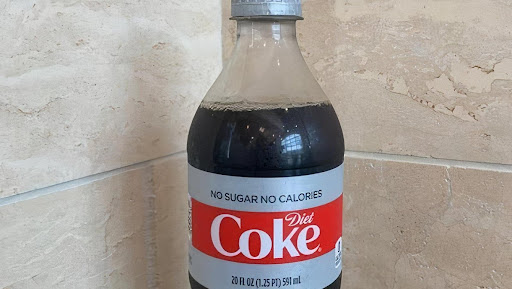 NO SUGAR NO CALORIES
Diet
Coke
20 FL OZ (1.25 PT) 591 mL